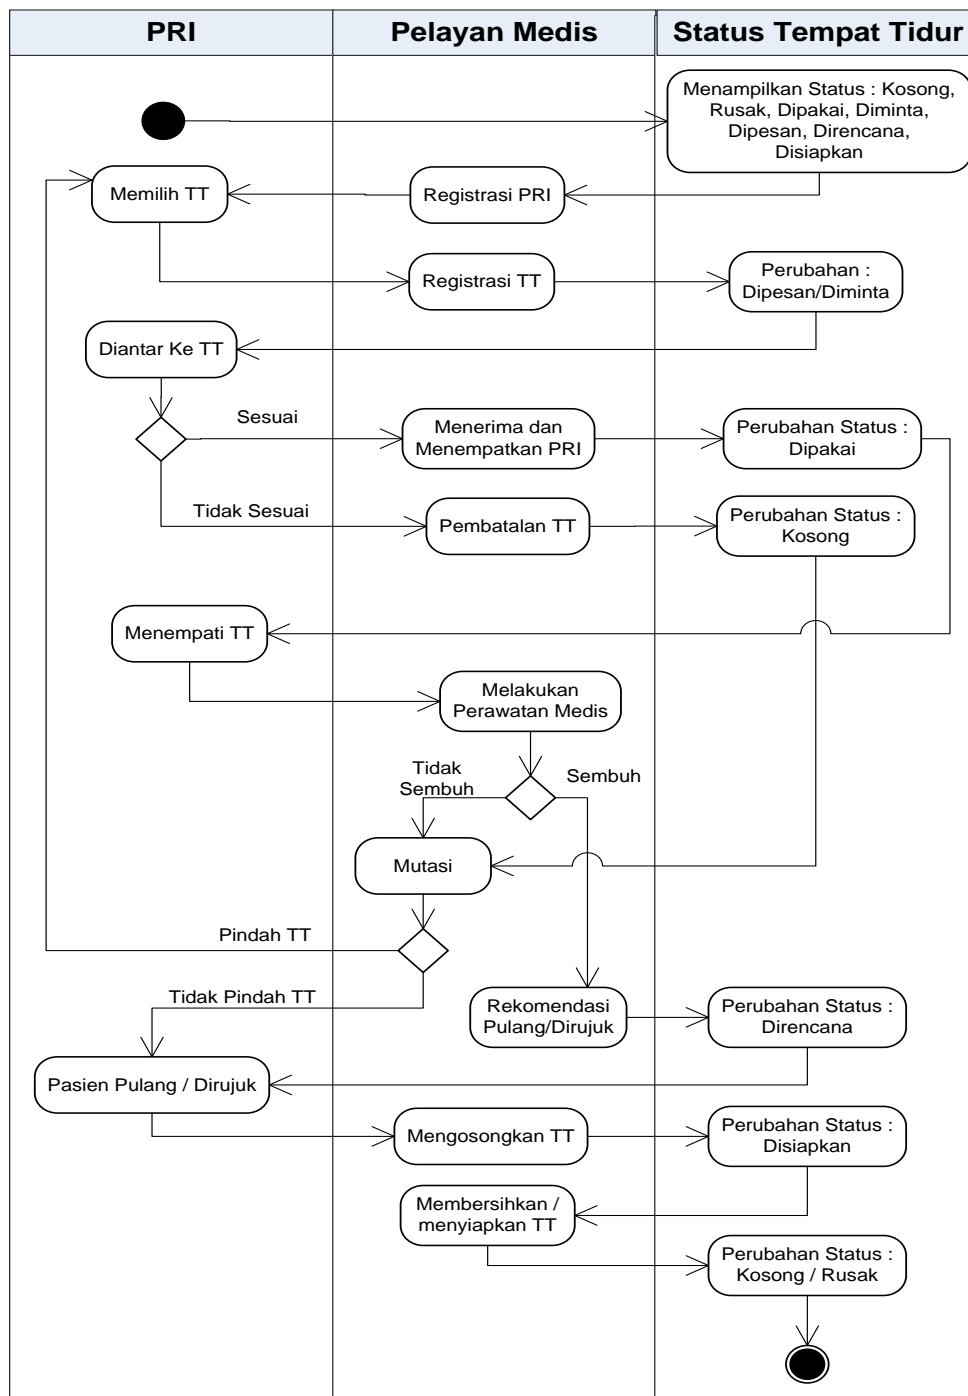 PRI
Pelayan Medis
Status Tempat Tidur
Menampilkan Status : Kosong,
Rusak, Dipakai, Diminta,
Dipesan, Direncana,
Disiapkan
Memilih TT
Registrasi PRI
Registrasi TT
Perubahan :
Dipesan/Diminta
Diantar Ke TT
Sesuai
Menerima dan
Menempatkan PRI
Perubahan Status :
Dipakai
Tidak Sesuai
Pembatalan TT
Perubahan Status :
Kosong
Menempati TT
Melakukan
Perawatan Medis
Tidak
Sembuh
Sembuh
Mutasi
Pindah TT
Tidak Pindah TT
Rekomendasi
Pulang/Dirujuk
Perubahan Status :
Direncana
Pasien Pulang / Dirujuk
Mengosongkan TT
Perubahan Status :
Disiapkan
Membersihkan /
menyiapkan TT
Perubahan Status :
Kosong / Rusak